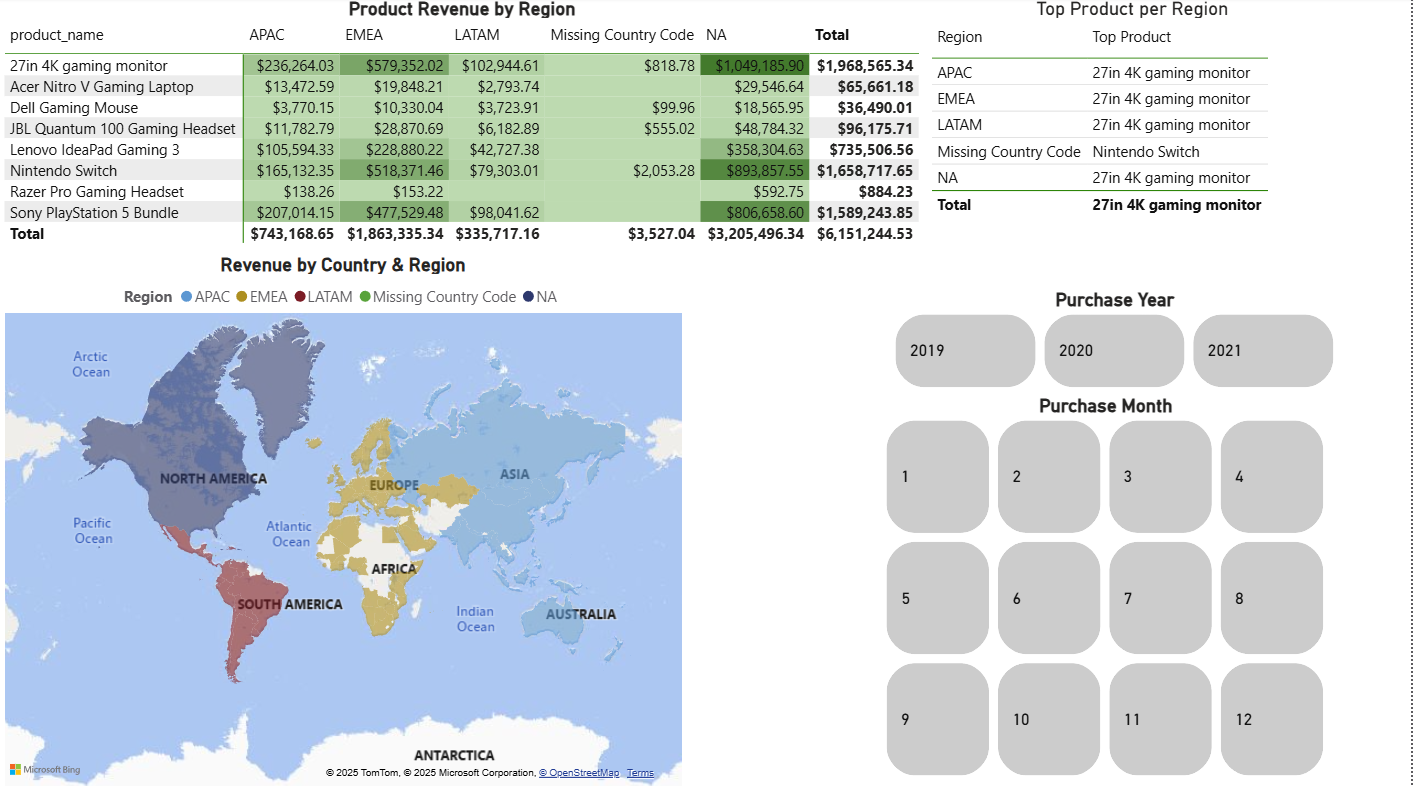 Product Revenue by Region
product_name APAC EMEA LATAM Missing Country Code NA Total
27in 4K gaming monitor $236,264.03 $579,352.02 $102,944.61 $818.78 $1,049,185.90 $1,968,565.34
Acer Nitro V Gaming Laptop $13,472.59 $19,848.21 $2,793.74 $29,546.64 $65,661.18
Dell Gaming Mouse $3,770.15 $10,330.04 $3,723.91 $99.96 $18,565.95 $36,490.01
JBL Quantum 100 Gaming Headset $11,782.79 $28,870.69 $6,182.89 $555.02 $48,784.32 $96,175.71
Lenovo IdeaPad Gaming 3 $105,594.33 $228,880.22 $42,727.38 $358,304.63 $735,506.56
Nintendo Switch $165,132.35 $518,371.46 $79,303.01 $2,053.28 $893,857.55 $1,658,717.65
Razer Pro Gaming Headset $138.26 $153.22 $592.75 $884.23
Sony PlayStation 5 Bundle $207,014.15 $477,529.48 $98,041.62 $806,658.60 $1,589,243.85
Total $743,168.65 $1,863,335.34 $335,717.16 $3,527.04 $3,205,496.34 $6,151,244.53
Top Product per Region
Region Top Product
APAC 27in 4K gaming monitor
EMEA 27in 4K gaming monitor
LATAM 27in 4K gaming monitor
Missing Country Code Nintendo Switch
NA 27in 4K gaming monitor
Total 27in 4K gaming monitor
Revenue by Country & Region
Region APAC EMEA LATAM Missing Country Code NA
Arctic
Ocean
NORTH AMERICA
EUROPE
ASIA
Pacific
Ocean
Atlantic
Ocean
AFRICA
SOUTH AMERICA
Indian
Ocean
AUSTRALIA
ANTARCTICA
Microsoft Bing
© 2025 TomTom, © 2025 Microsoft Corporation, © OpenStreetMap Terms
Purchase Year
2019 2020 2021
Purchase Month
1 2 3 4
5 6 7 8
9 10 11 12